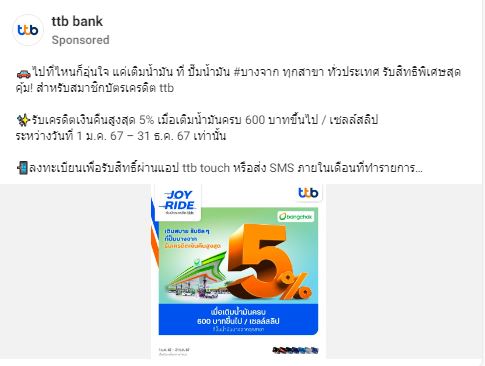 ttb bank
Sponsored
🚗ไปที่ไหนก็อุ่นใจ แค่เติมน้ำมัน ที่ ปั๊มน้ำมัน #บางจาก ทุกสาขา ทั่วประเทศ รับสิทธิพิเศษสุด
คุ้ม! สำหรับสมาชิกบัตรเครดิต ttb
✨รับเครดิตเงินคืนสูงสุด 5% เมื่อเติมน้ำมันครบ 600 บาทขึ้นไป / เซลล์สลิป
ระหว่างวันที่ 1 ม.ค. 67 – 31 ธ.ค. 67 เท่านั้น
📲ลงทะเบียนเพื่อรับสิทธิ์ผ่านแอป ttb touch หรือส่ง SMS ภายในเดือนที่ทำรายการ...
JOY
RIDE
ttb
bangchak
เติมสบาย รับชิลๆ
ที่ปั๊มบางจาก
รับเครดิตเงินคืนสูงสุด
5%
เมื่อเติมน้ำมันครบ
600 บาทขึ้นไป / เซลล์สลิป